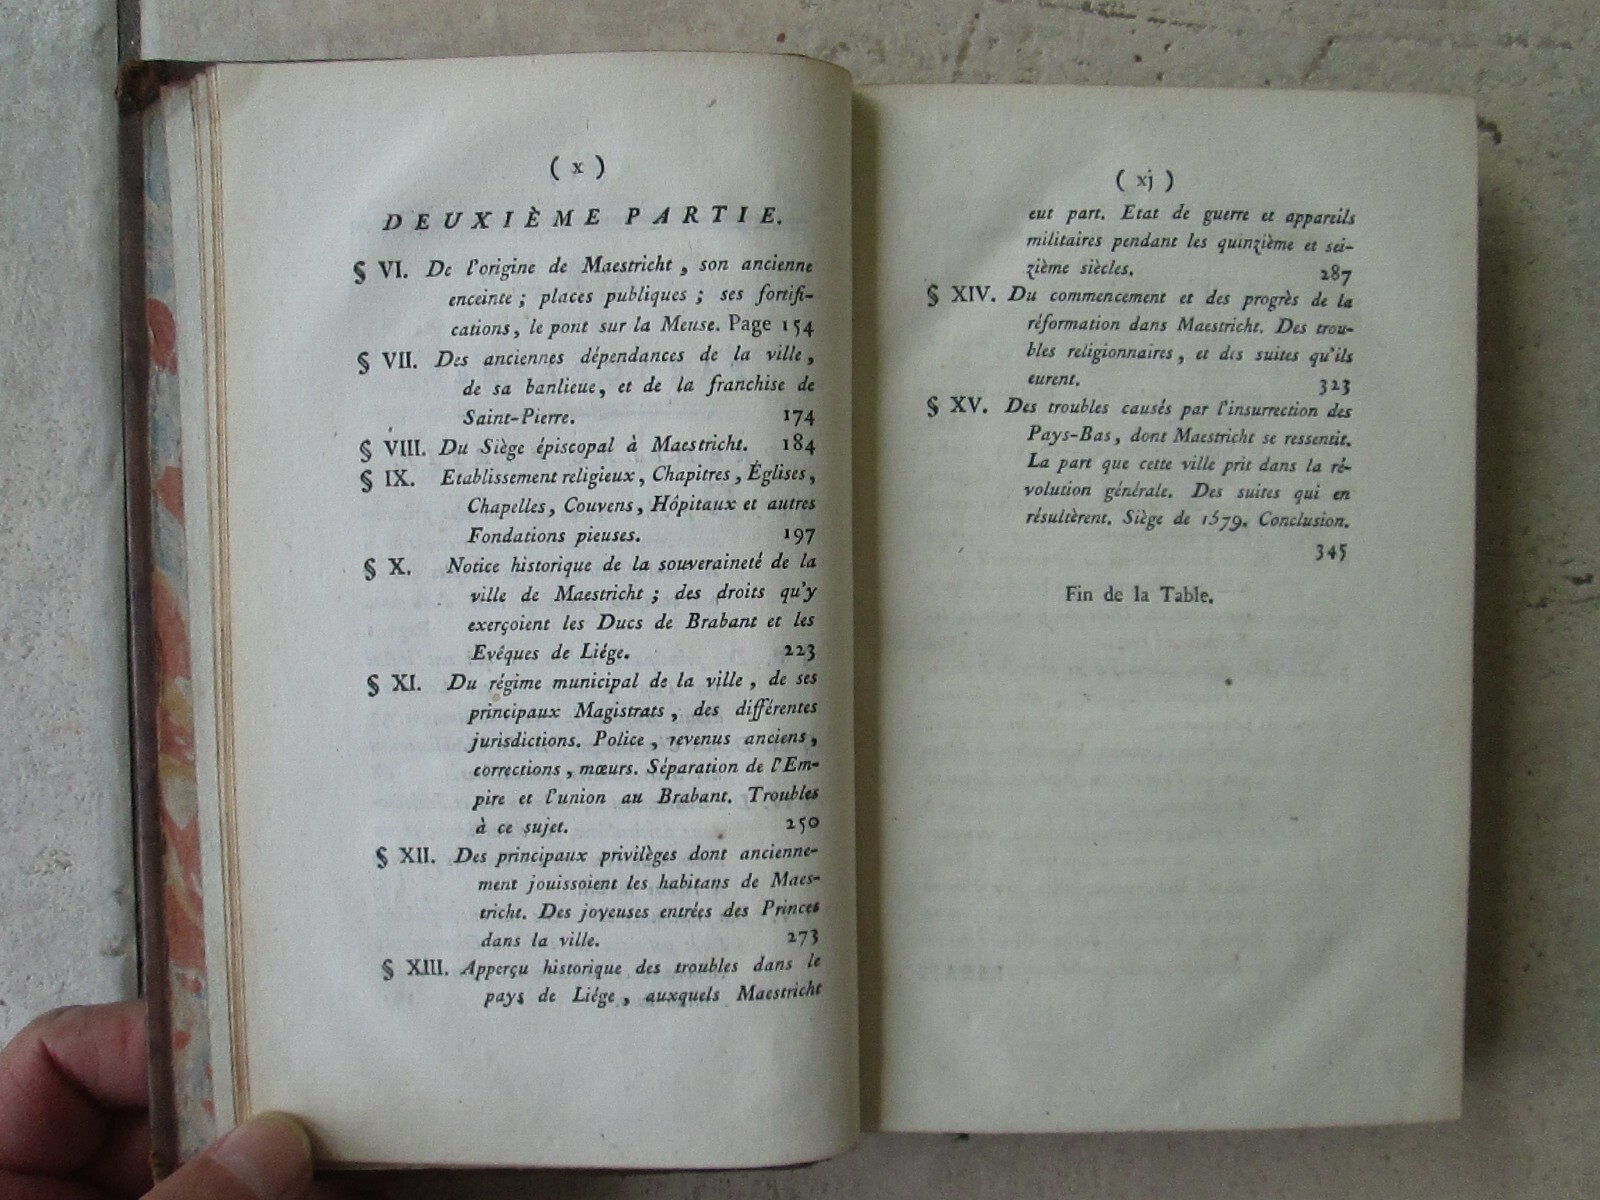 ( x )
DEUXIÈME PARTIE.
§ VI. De l'origine de Maestricht, son ancienne
enceinte ; places publiques ; ses fortifi-
cations, le pont sur la Meuse. Page 154
§ VII. Des anciennes dépendances de la ville,
de sa banlieue, et de la franchise de
Saint-Pierre. 174
§ VIII. Du Siège épiscopal à Maestricht. 184
§ IX. Etablissement religieux, Chapitres, Églises,
Chapelles, Couvens, Hôpitaux et autres
Fondations pieuses. 197
§ X. Notice historique de la souveraineté de la
ville de Maestricht ; des droits qu'y
exerçoient les Ducs de Brabant et les
Evêques de Liége. 223
§ XI. Du régime municipal de la ville, de ses
principaux Magistrats, des différentes
jurisdictions. Police, revenus anciens,
corrections, mœurs. Séparation de l'Em-
pire et l'union au Brabant. Troubles
à ce sujet. 250
§ XII. Des principaux privilèges dont ancienne-
ment jouissoient les habitans de Maes-
tricht. Des joyeuses entrées des Princes
dans la ville. 273
§ XIII. Apperçu historique des troubles dans le
pays de Liége, auxquels Maestricht
( xj )
eut part. Etat de guerre et appareils
militaires pendant les quinzième et sei-
zième siècles. 287
§ XIV. Du commencement et des progrès de la
réformation dans Maestricht. Des trou-
bles religionnaires, et des suites qu'ils
eurent. 323
§ XV. Des troubles causés par l'insurrection des
Pays-Bas, dont Maestricht se ressentit.
La part que cette ville prit dans la ré-
volution générale. Des suites qui en
résultèrent. Siège de 1579. Conclusion.
345
Fin de la Table.